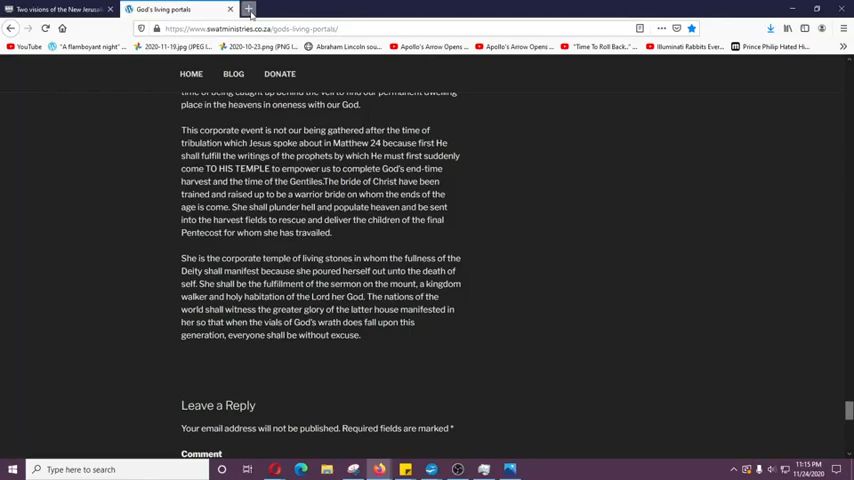 Two visions of the New Jerusale
God's living portals
https://www.swatministries.co.za/gods-living-portals/
YouTube
"A flamboyant night" ...
2020-11-19.jpg (JPEG I...
2020-10-23.png (PNG I...
Abraham Lincoln sour...
Apollo's Arrow Opens ...
Apollo's Arrow Opens ...
"Time To Roll Back."...
Illuminati Rabbits Ever...
Prince Philip Hated Hi...
HOME BLOG DONATE
time of being caught up behind the veil to find our permanent dwelling
place in the heavens in oneness with our God.
This corporate event is not our being gathered after the time of
tribulation which Jesus spoke about in Matthew 24 because first He
shall fulfill the writings of the prophets by which He must first suddenly
come TO HIS TEMPLE to empower us to complete God's end-time
harvest and the time of the Gentiles.The bride of Christ have been
trained and raised up to be a warrior bride on whom the ends of the
age is come. She shall plunder hell and populate heaven and be sent
into the harvest fields to rescue and deliver the children of the final
Pentecost for whom she has travailed.
She is the corporate temple of living stones in whom the fullness of the
Deity shall manifest because she poured herself out unto the death of
self. She shall be the fulfillment of the sermon on the mount, a kingdom
walker and holy habitation of the Lord her God. The nations of the
world shall witness the greater glory of the latter house manifested in
her so that when the vials of God's wrath does fall upon this
generation, everyone shall be without excuse.
Leave a Reply
Your email address will not be published. Required fields are marked *
Comment
Type here to search
11:15 PM
11/24/2020